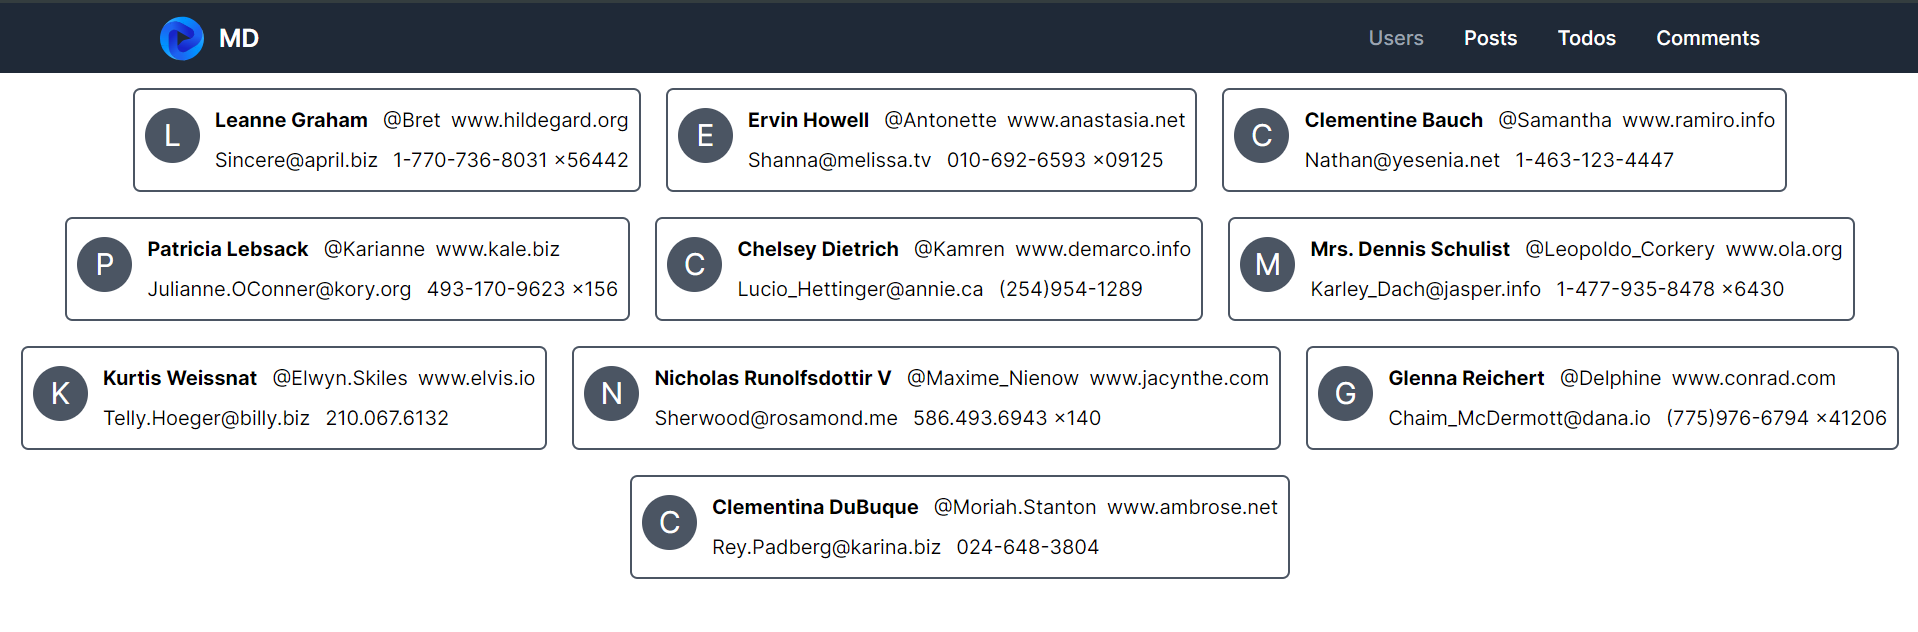 MD Users Posts Todos Comments
L
Leanne Graham @Bret www.hildegard.org
Sincere@april.biz 1-770-736-8031 x56442
E
Ervin Howell @Antonette www.anastasia.net
Shanna@melissa.tv 010-692-6593 x09125
C
Clementine Bauch @Samantha www.ramiro.info
Nathan@yesenia.net 1-463-123-4447
P
Patricia Lebsack @Karianne www.kale.biz
Julianne.OConner@kory.org 493-170-9623 x156
C
Chelsey Dietrich @Kamren www.demarco.info
Lucio_Hettinger@annie.ca (254)954-1289
M
Mrs. Dennis Schulist @Leopoldo_Corkery www.ola.org
Karley_Dach@jasper.info 1-477-935-8478 x6430
K
Kurtis Weissnat @Elwyn.Skiles www.elvis.io
Telly.Hoeger@billy.biz 210.067.6132
N
Nicholas Runolfsdottir V @Maxime_Nienow www.jacynthe.com
Sherwood@rosamond.me 586.493.6943 x140
G
Glenna Reichert @Delphine www.conrad.com
Chaim_McDermott@dana.io (775)976-6794 x41206
C
Clementina DuBuque @Moriah.Stanton www.ambrose.net
Rey.Padberg@karina.biz 024-648-3804